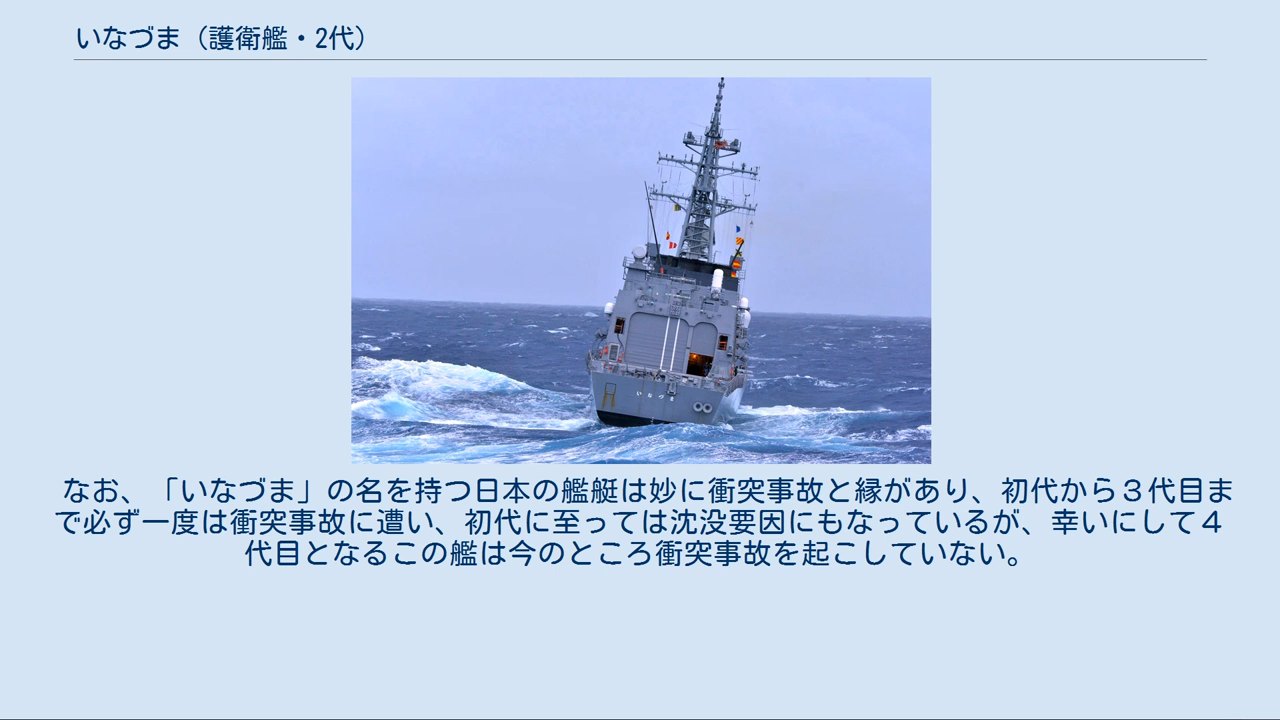 いなづま（護衛艦・2代）
いなづま
なお、「いなづま」の名を持つ日本の艦艇は妙に衝突事故と縁があり、初代から３代目ま
で必ず一度は衝突事故に遭い、初代に至っては沈没要因にもなっているが、幸いにして４
代目となるこの艦は今のところ衝突事故を起こしていない。